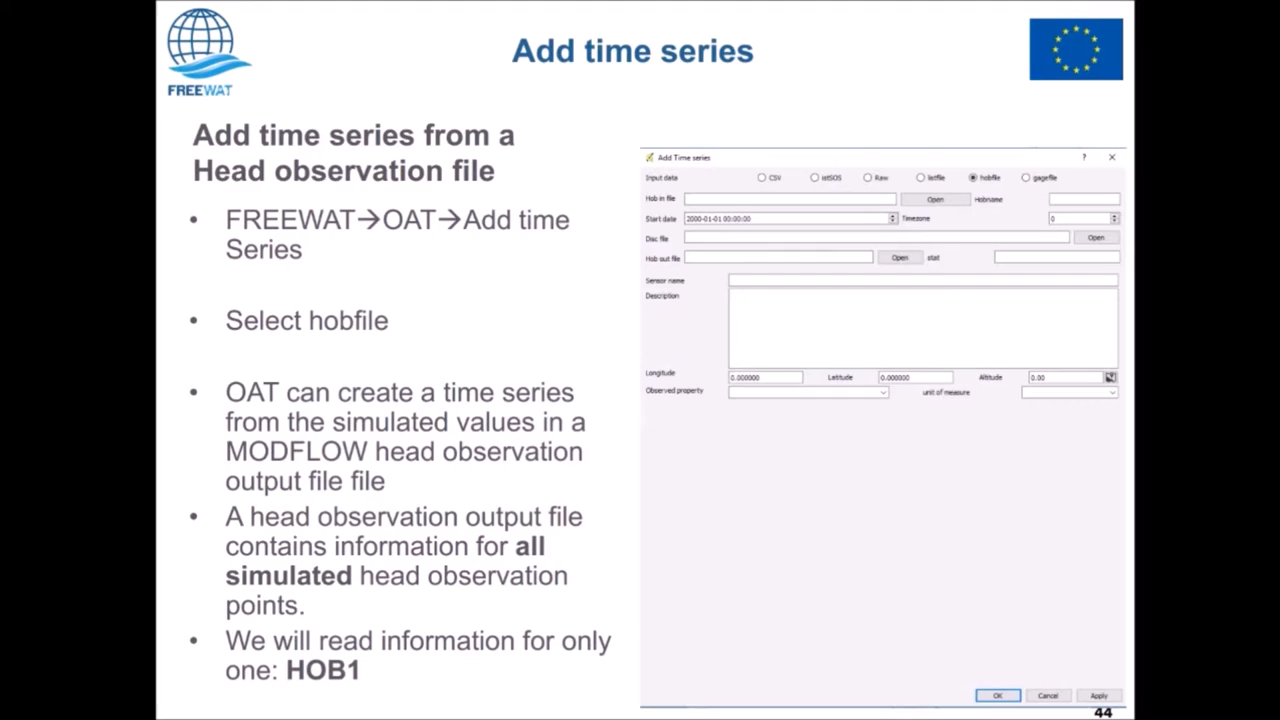 Add time series
FREEWAT
Add time series from a
Head observation file
• FREEWAT→OAT→Add time
Series
• Select hobfile
• OAT can create a time series
from the simulated values in a
MODFLOW head observation
output file file
• A head observation output file
contains information for all
simulated head observation
points.
• We will read information for only
one: HOB1
Add Time series ? ×
Input data CSV istSOS Raw listfile hobfile gagefile
Hob in file Open Hobname
Start date 2000-01-01 00:00:00 Timezone 0
Disc file Open
Hob out file Open stat
Sensor name
Description
Longitude 0.000000 Latitude 0.000000 Altitude 0.00
Observed property unit of measure
OK Cancel Apply
44